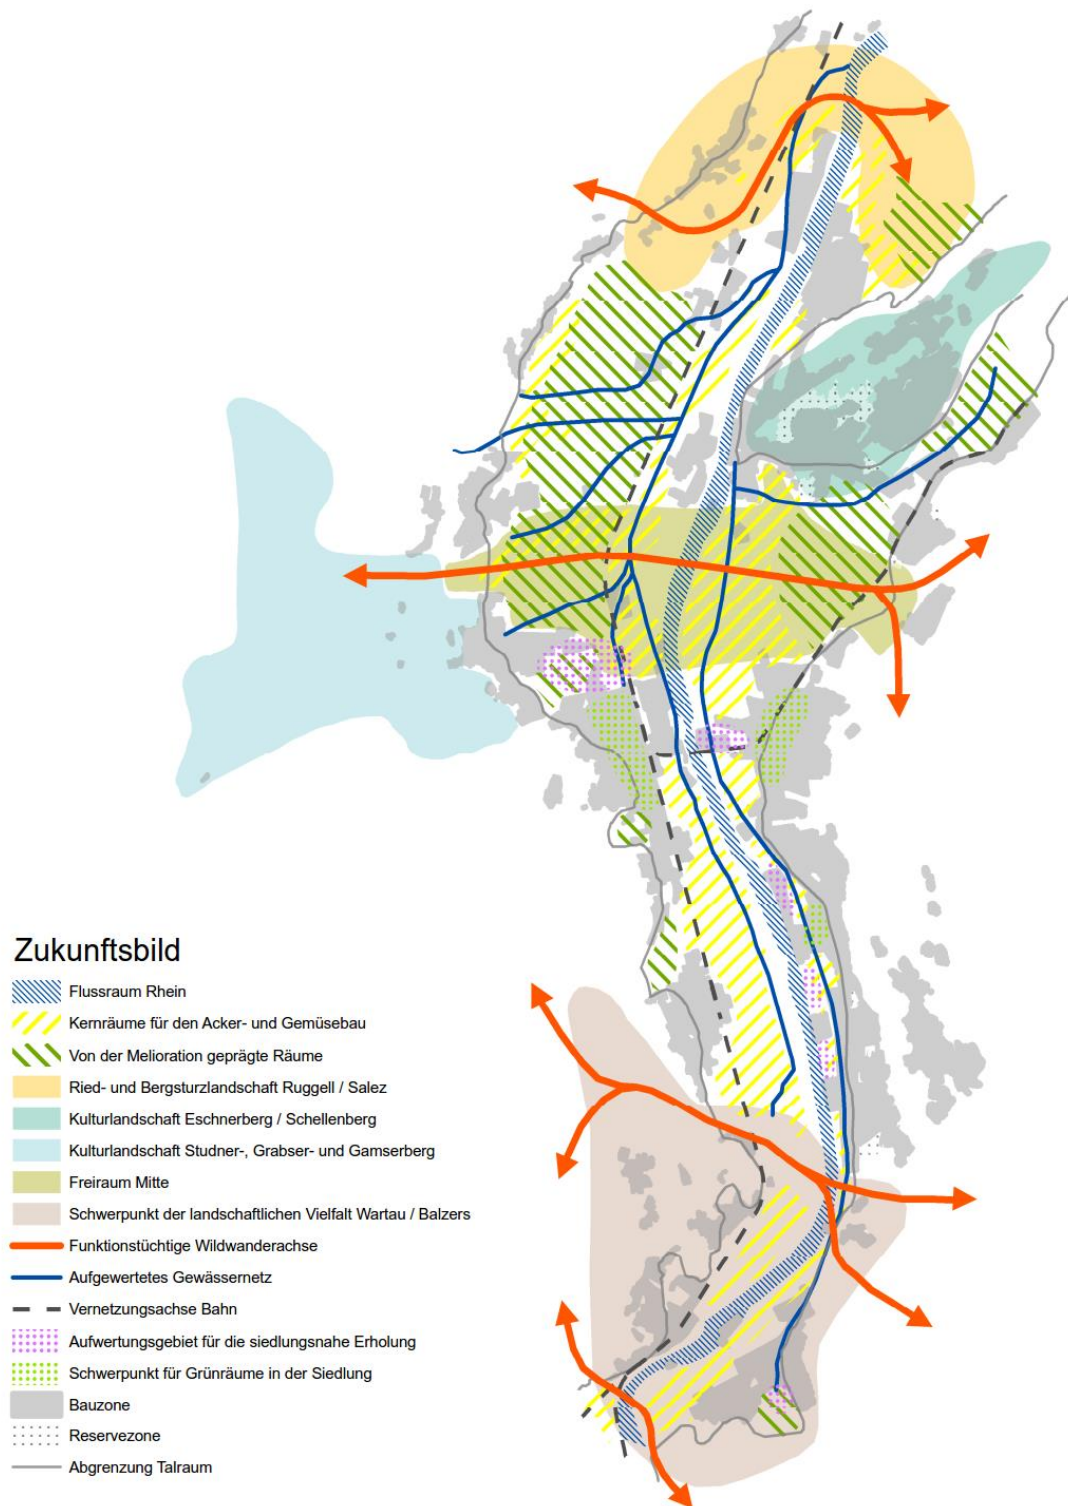 Zukunftsbild
Flussraum Rhein
Kernräume für den Acker- und Gemüsebau
Von der Melioration geprägte Räume
Ried- und Bergsturzlandschaft Ruggell / Salez
Kulturlandschaft Eschnerberg / Schellenberg
Kulturlandschaft Studner-, Grabser- und Gamserberg
Freiraum Mitte
Schwerpunkt der landschaftlichen Vielfalt Wartau / Balzers
Funktionstüchtige Wildwanderachse
Aufgewertetes Gewässernetz
Vernetzungsachse Bahn
Aufwertungsgebiet für die siedlungsnahe Erholung
Schwerpunkt für Grünräume in der Siedlung
Bauzone
Reservezone
Abgrenzung Talraum